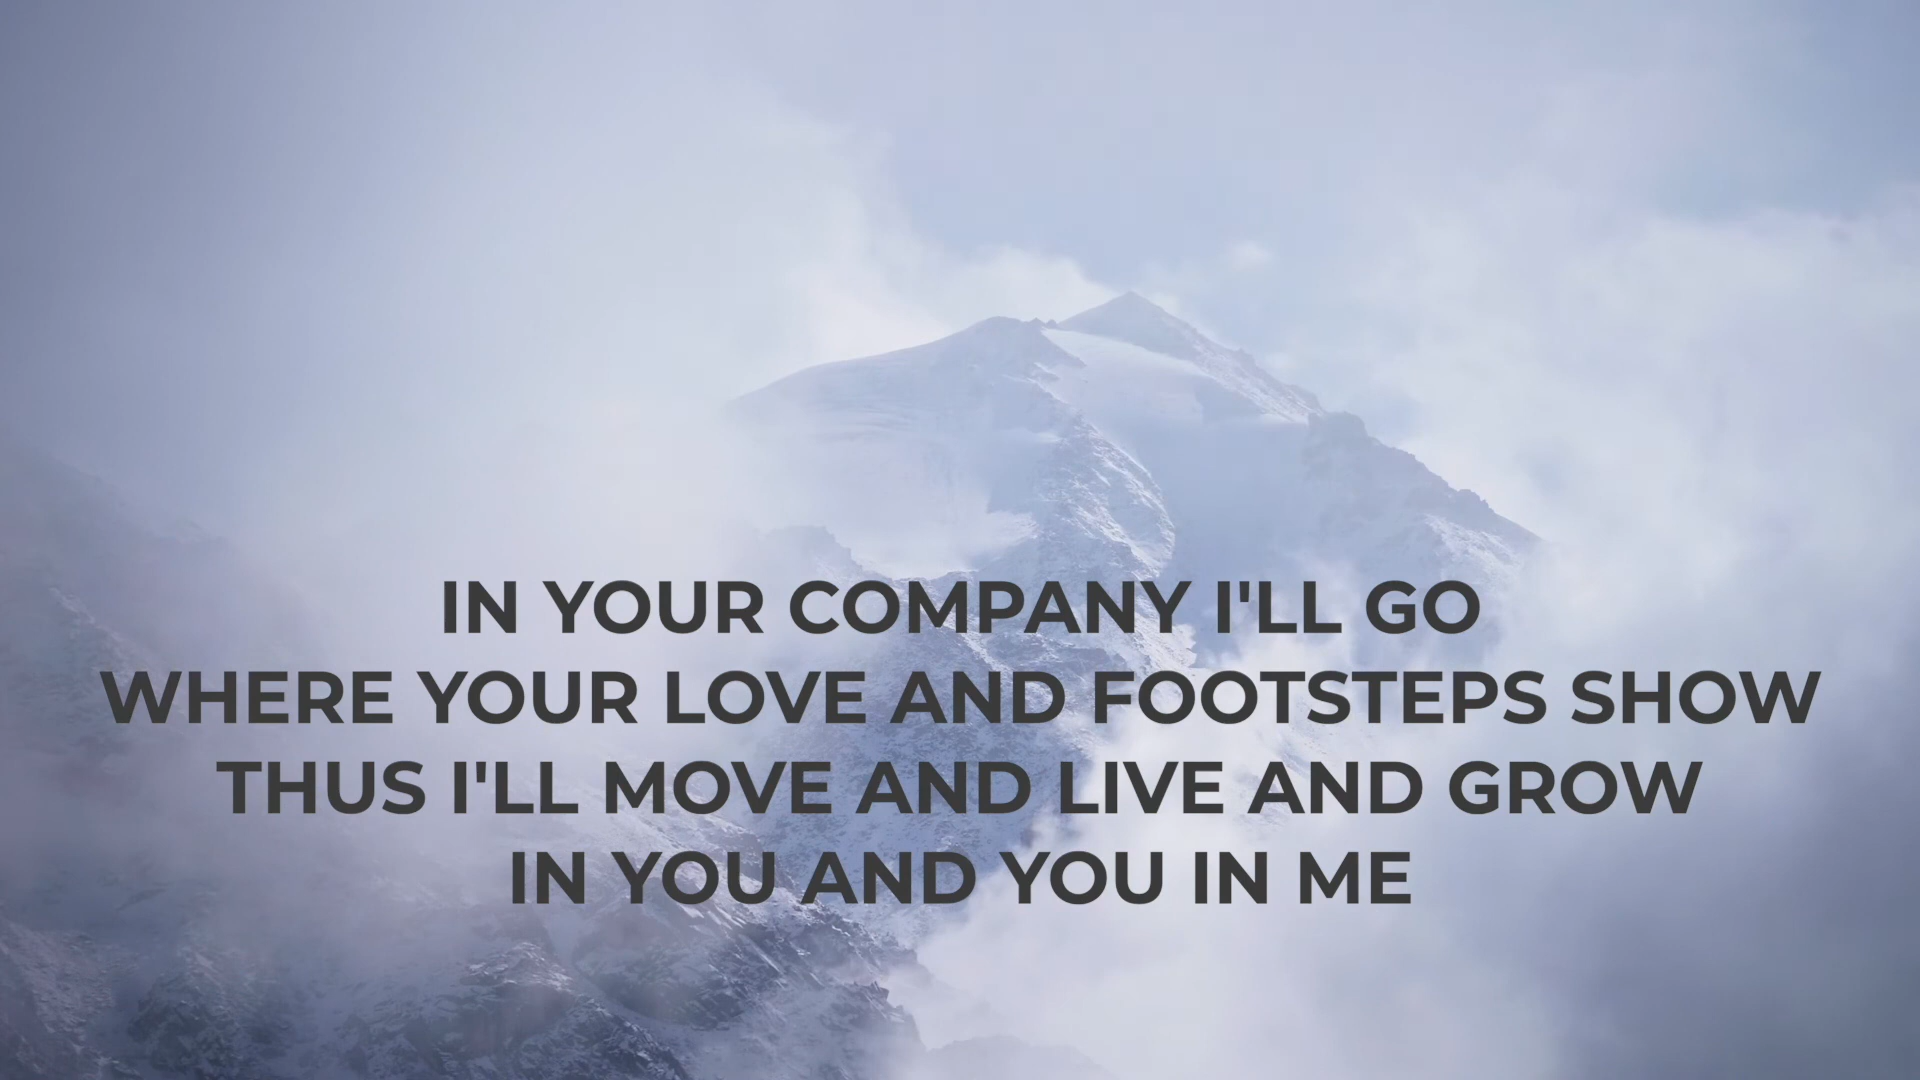 IN YOUR COMPANY I'LL GO
WHERE YOUR LOVE AND FOOTSTEPS SHOW
THUS I'LL MOVE AND LIVE AND GROW
IN YOU AND YOU IN ME